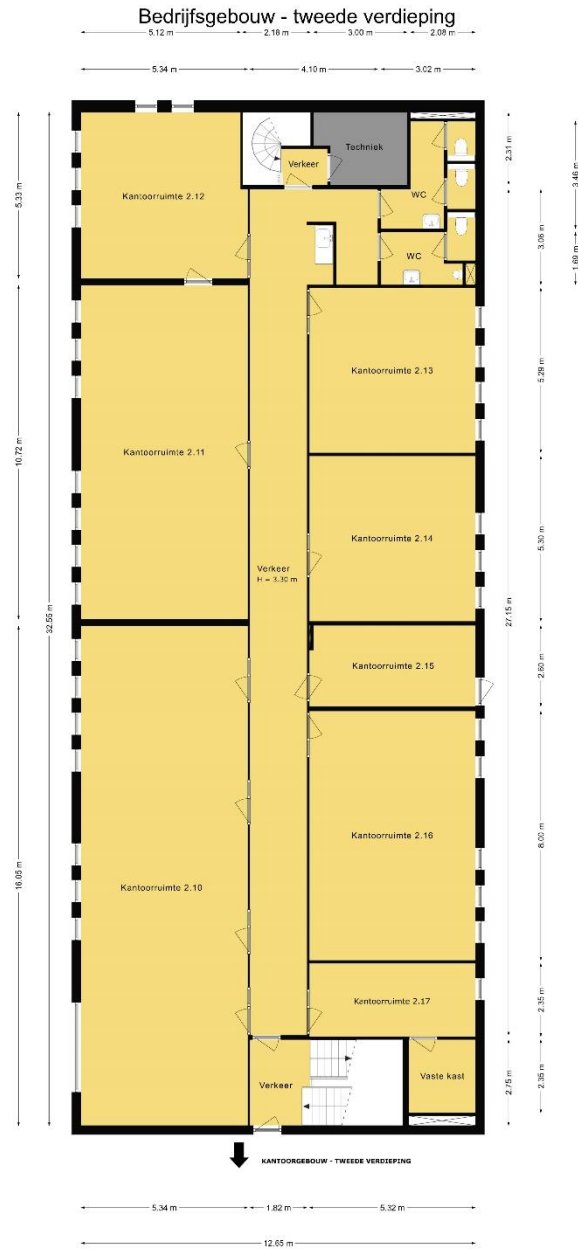 Bedrijfsgebouw - tweede verdieping
5.12 m 2.18 m 3.00 m 2.08 m
5.34 m 4.10 m 3.02 m
Techniek
Verkeer
Kantoorruimte 2.12
WC
WC
5.33 m
2.31 m
3.46 m
3.06 m
1.69 m
Kantoorruimte 2.13
5.29 m
Kantoorruimte 2.11
10.72 m
Kantoorruimte 2.14
5.30 m
Verkeer
H = 3.30 m
32.55 m
27.15 m
Kantoorruimte 2.15
2.60 m
Kantoorruimte 2.16
8.00 m
Kantoorruimte 2.10
16.05 m
Kantoorruimte 2.17
2.35 m
Verkeer
Vaste kast
2.75 m
2.35 m
KANTOORGEBOUW - TWEEDE VERDIEPING
5.34 m 1.82 m 5.32 m
12.65 m